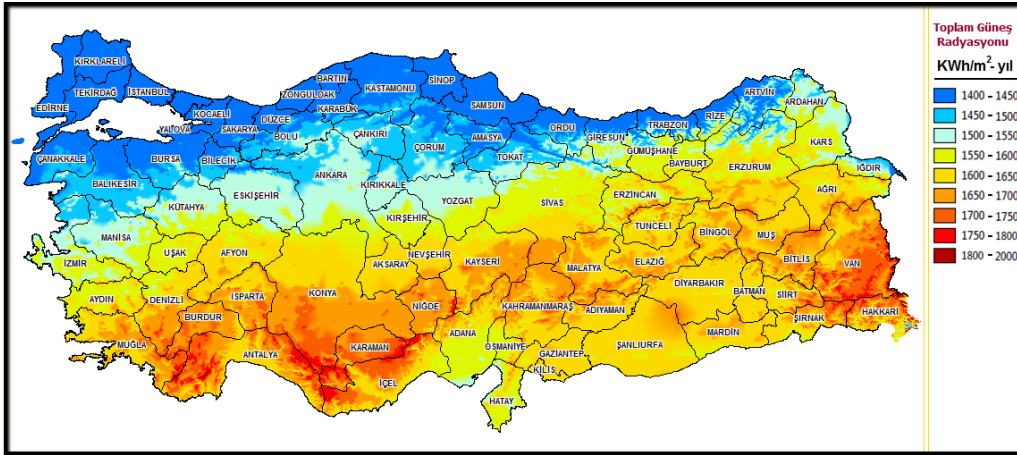 Toplam Güneş
Radyasyonu
KWh/m²- yıl
1400 - 1450
1450 - 1500
1500 - 1550
1550 - 1600
1600 - 1650
1650 - 1700
1700 - 1750
1750 - 1800
1800 - 2000
KIRKLARELİ
TEKİRDAĞ
İSTANBUL
EDİRNE
KOCAELİ
YALOVA
SAKARYA
DÜZCE
BOLU
ZONGULDAK
BARTIN
KARABÜK
KASTAMONU
SİNOP
SAMSUN
ÇANKIRI
ÇORUM
AMASYA
TOKAT
ORDU
GİRESUN
TRABZON
RİZE
ARTVİN
ARDAHAN
KARS
GÜMÜŞHANE
BAYBURT
ERZURUM
IĞDIR
AĞRI
ÇANAKKALE
BURSA
BİLECİK
BALIKESİR
ESKİŞEHİR
ANKARA
KIRIKKALE
KÜTAHYA
YOZGAT
KIRŞEHİR
SİVAS
ERZİNCAN
TUNCELİ
BİNGÖL
MUŞ
MANİSA
UŞAK
AFYON
İZMİR
AKSARAY
NEVŞEHİR
KAYSERİ
MALATYA
ELAZIĞ
BİTLİS
VAN
DİYARBAKIR
BATMAN
SİİRT
AYDIN
DENİZLİ
ISPARTA
BURDUR
KONYA
NİĞDE
KAHRAMANMARAŞ
ADIYAMAN
MARDİN
ŞIRNAK
HAKKARİ
MUĞLA
ANTALYA
KARAMAN
ADANA
OSMANİYE
GAZİANTEP
ŞANLIURFA
KİLİS
İÇEL
HATAY